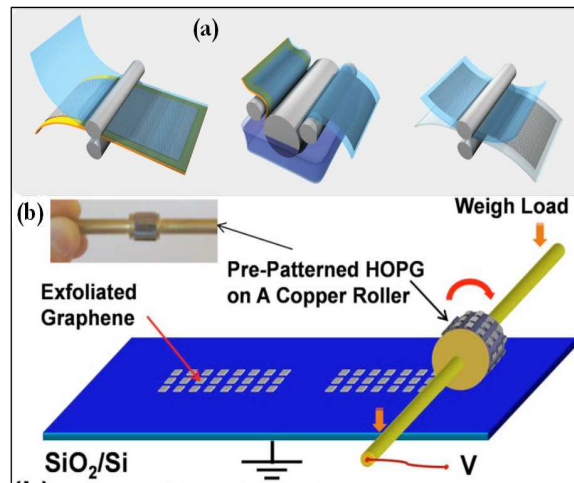 (a)
(b)
Weigh Load
Pre-Patterned HOPG
on A Copper Roller
Exfoliated
Graphene
SiO₂/Si
V